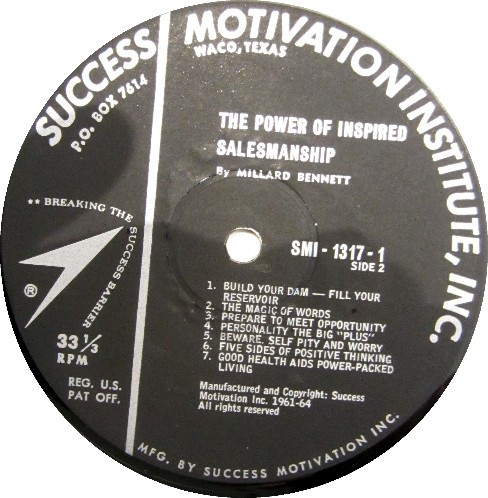 SUCCESS MOTIVATION INSTITUTE, INC.
P.O. BOX 7614
WACO, TEXAS
THE POWER OF INSPIRED
SALESMANSHIP
By MILLARD BENNETT
** BREAKING THE
SUCCESS BARRIER
®
33 1/3
RPM
REG. U.S.
PAT OFF.
SMI - 1317 - 1
SIDE 2
1. BUILD YOUR DAM — FILL YOUR
RESERVOIR
2. THE MAGIC OF WORDS
3. PREPARE TO MEET OPPORTUNITY
4. PERSONALITY THE BIG "PLUS"
5. BEWARE, SELF PITY AND WORRY
6. FIVE SIDES OF POSITIVE THINKING
7. GOOD HEALTH AIDS POWER-PACKED
LIVING
Manufactured and Copyright: Success
Motivation Inc. 1961-64
All rights reserved
MFG. BY SUCCESS MOTIVATION INC.